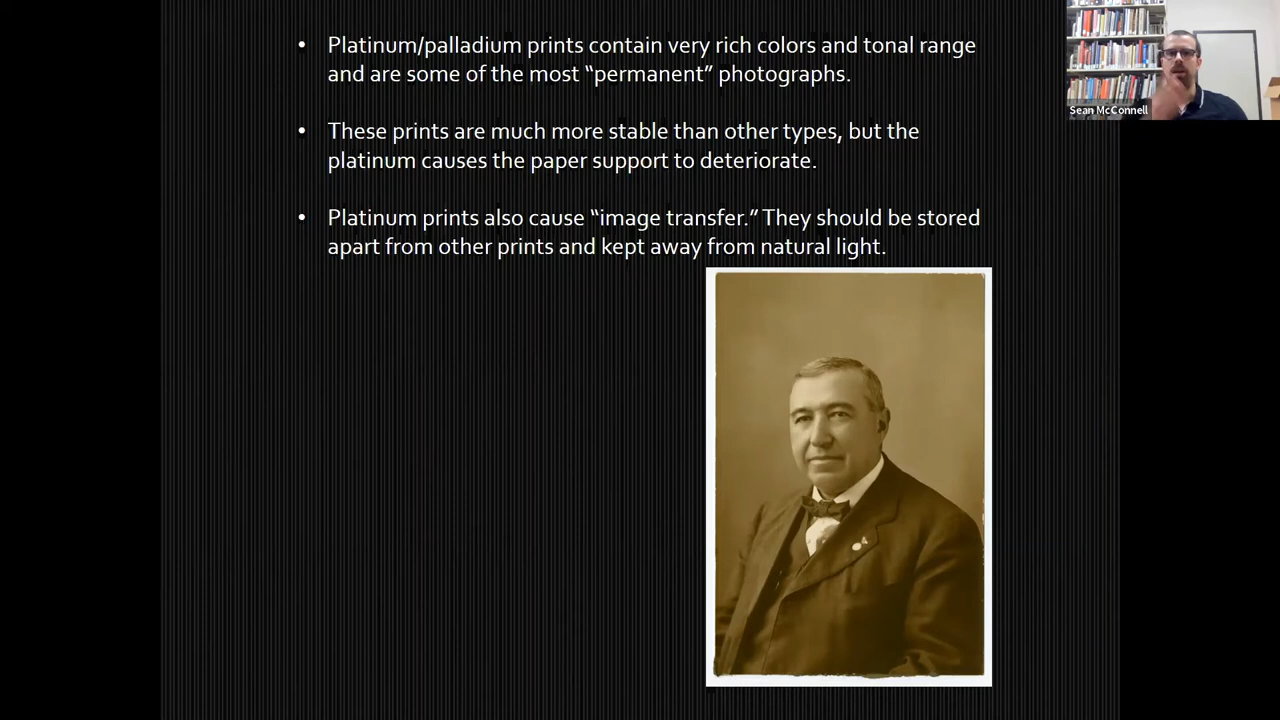 • Platinum/palladium prints contain very rich colors and tonal range
and are some of the most “permanent” photographs.
• These prints are much more stable than other types, but the
platinum causes the paper support to deteriorate.
• Platinum prints also cause “image transfer.” They should be stored
apart from other prints and kept away from natural light.
Sean McConnell